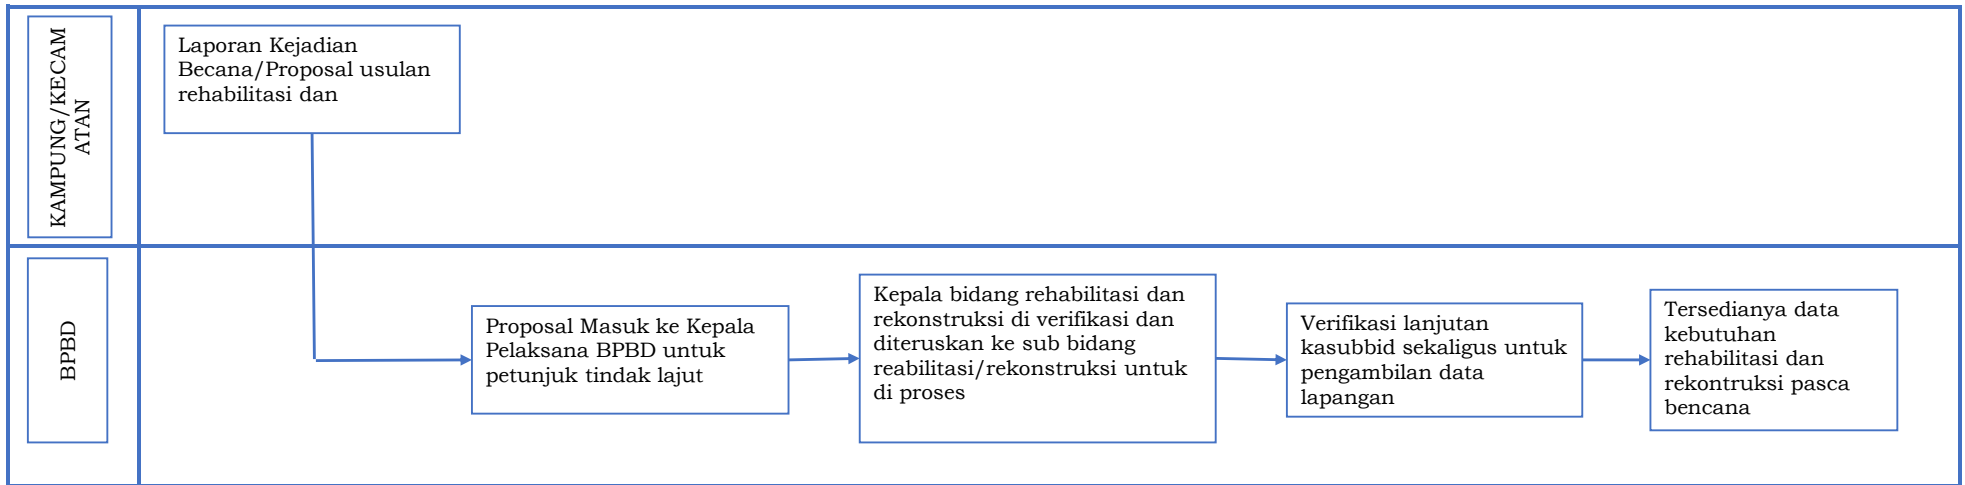 KAMPUNG/KECAM
ATAN
Laporan Kejadian
Becana/Proposal usulan
rehabilitasi dan
BPBD
Proposal Masuk ke Kepala
Pelaksana BPBD untuk
petunjuk tindak lajut
Kepala bidang rehabilitasi dan
rekonstruksi di verifikasi dan
diteruskan ke sub bidang
reabilitasi/rekonstruksi untuk
di proses
Verifikasi lanjutan
kasubbid sekaligus untuk
pengambilan data
lapangan
Tersedianya data
kebutuhan
rehabilitasi dan
rekontruksi pasca
bencana